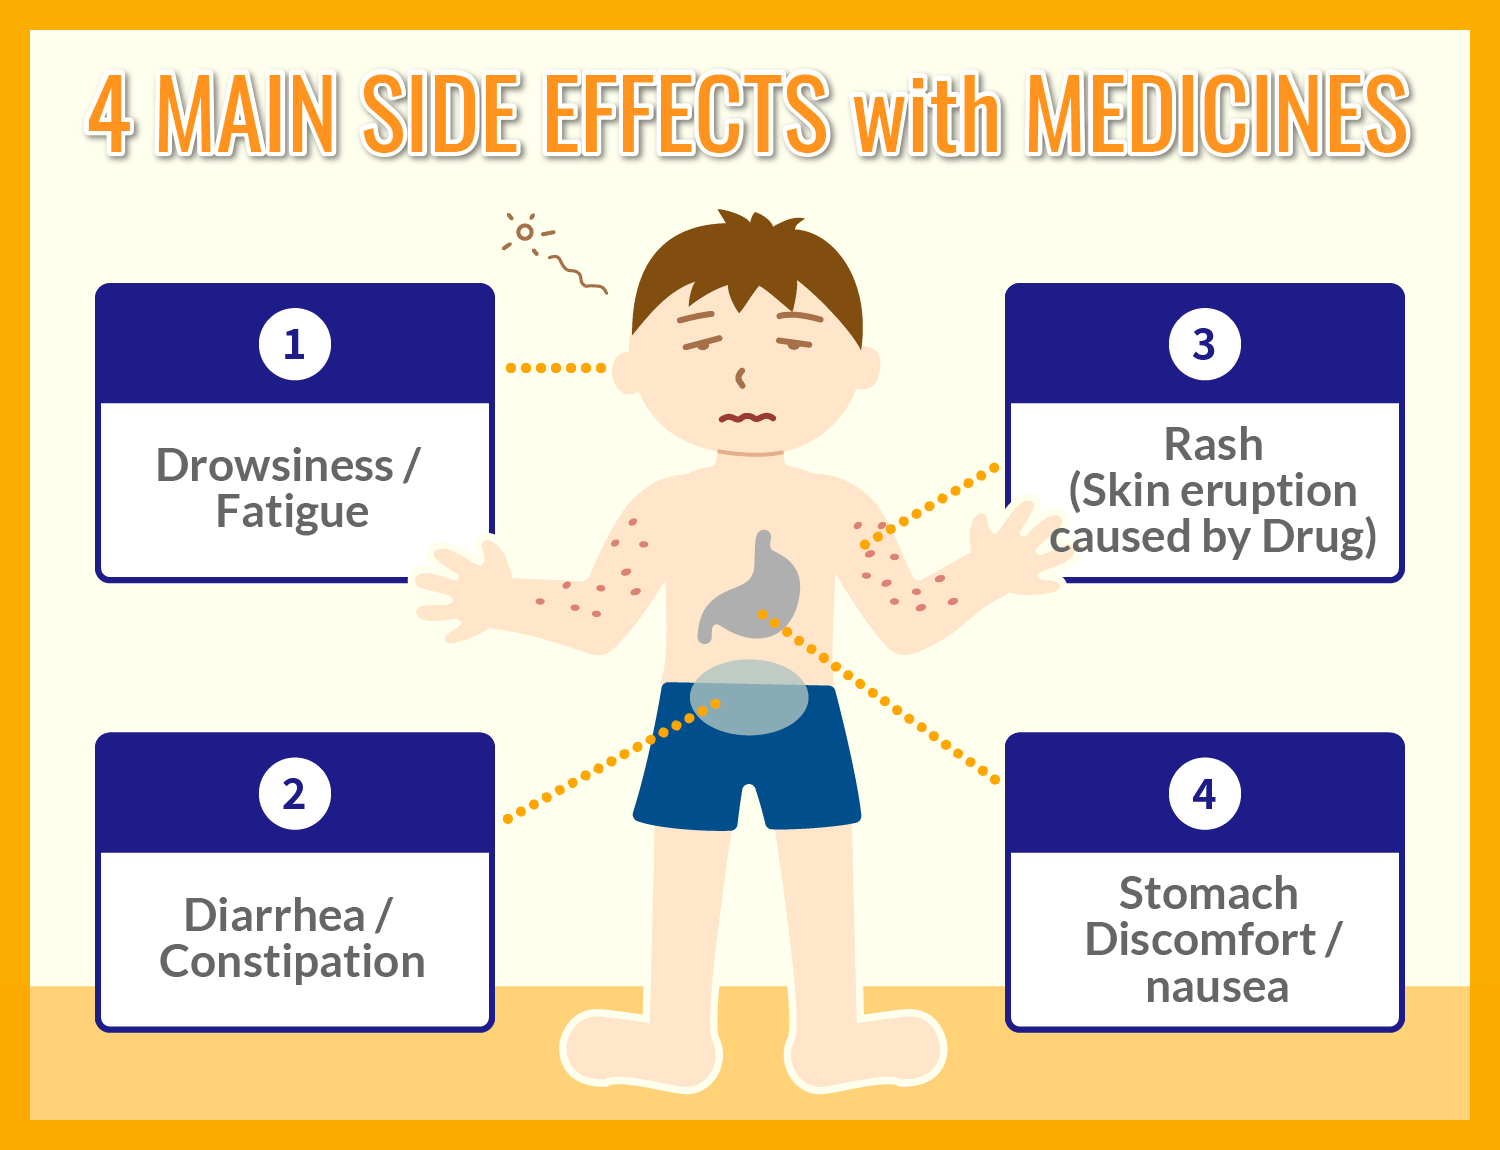 4 MAIN SIDE EFFECTS with MEDICINES
1
Drowsiness /
Fatigue
2
Diarrhea /
Constipation
3
Rash
(Skin eruption
caused by Drug)
4
Stomach
Discomfort /
nausea